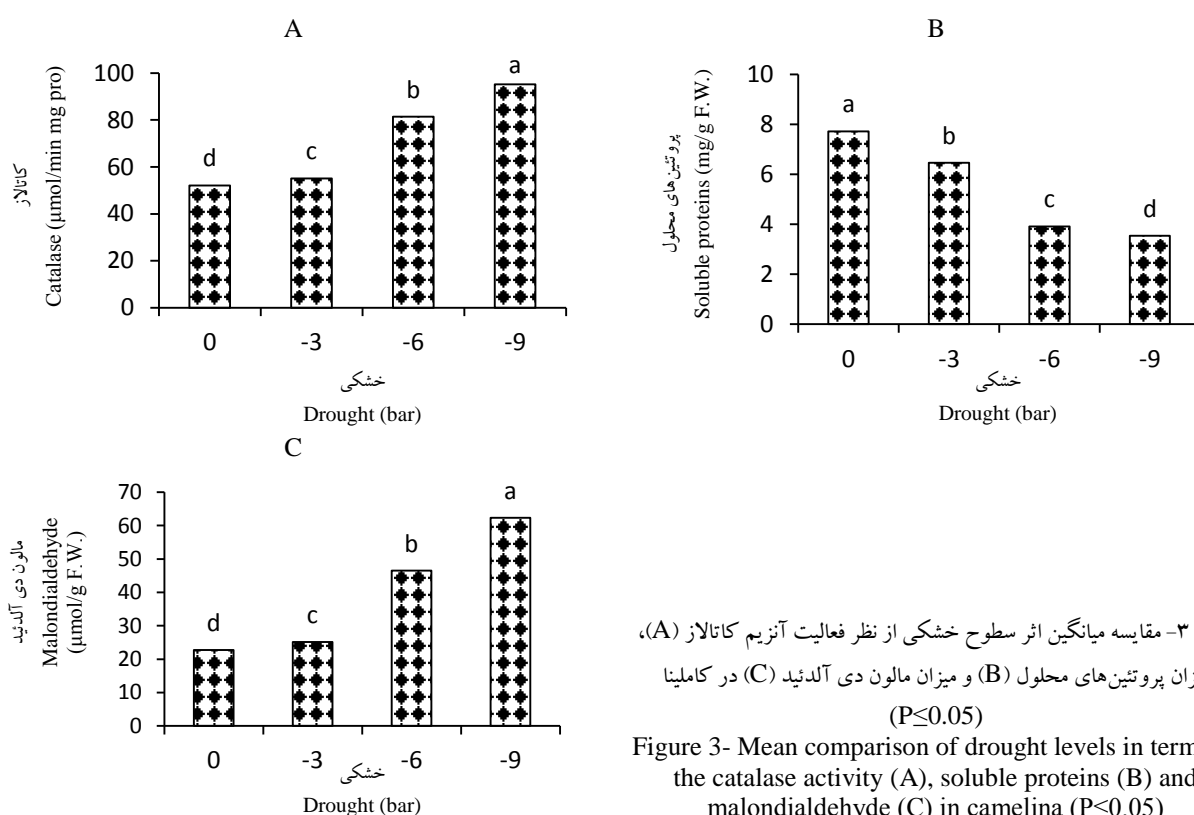 A
کاتالاز
Catalase (µmol/min mg pro)
100
80
60
40
20
0
d
c
b
a
0 -3 -6 -9
خشکی
Drought (bar)
B
پروتئین‌های محلول
Soluble proteins (mg/g F.W.)
10
8
6
4
2
0
a
b
c
d
0 -3 -6 -9
خشکی
Drought (bar)
C
مالون دی آلدئید
Malondialdehyde
(µmol/g F.W.)
70
60
50
40
30
20
10
0
d
c
b
a
0 -3 -6 -9
خشکی
Drought (bar)
۳- مقایسه میانگین اثر سطوح خشکی از نظر فعالیت آنزیم کاتالاز (A)،
پروتئین‌های محلول (B) و میزان مالون دی آلدئید (C) در کاملینا
(P≤0.05)
Figure 3- Mean comparison of drought levels in term
the catalase activity (A), soluble proteins (B) and
malondialdehyde (C) in camelina (P≤0.05)